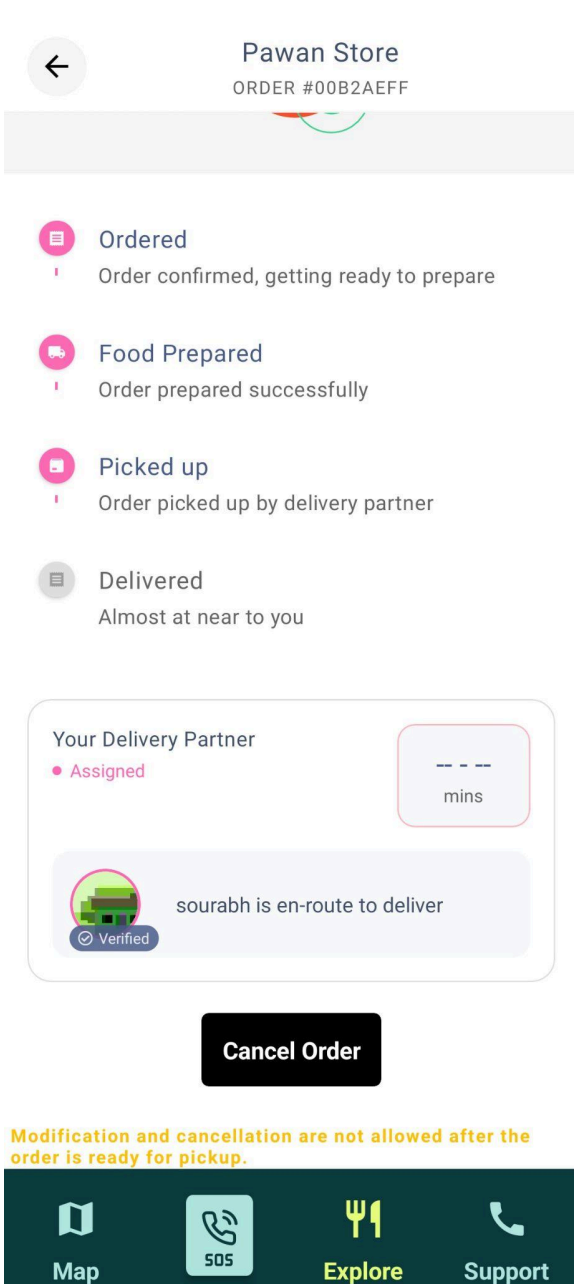 Pawan Store
ORDER #00B2AEFF
Ordered
Order confirmed, getting ready to prepare
Food Prepared
Order prepared successfully
Picked up
Order picked up by delivery partner
Delivered
Almost at near to you
Your Delivery Partner
Assigned
-- - --
mins
sourabh is en-route to deliver
Verified
Cancel Order
Modification and cancellation are not allowed after the
order is ready for pickup.
Map
SOS
Explore
Support